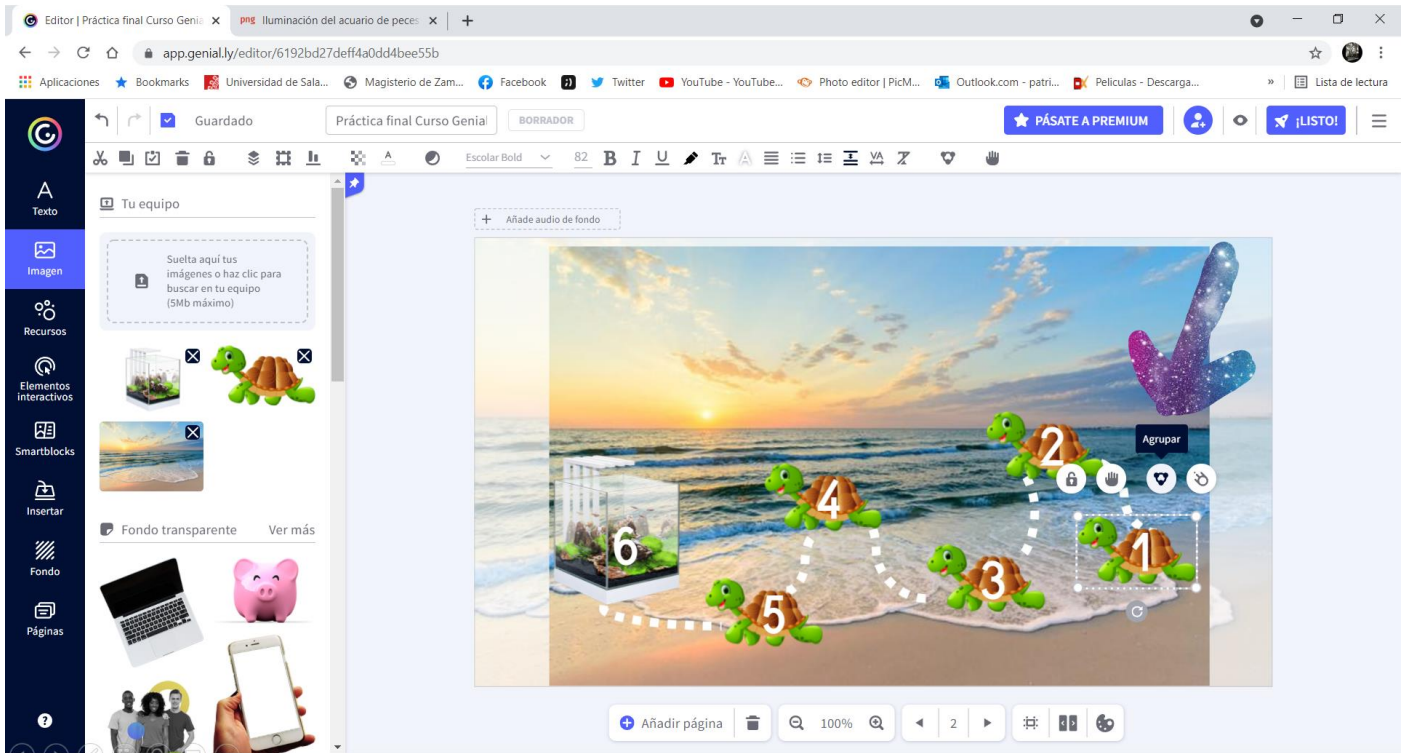 Editor | Práctica final Curso Genia
png Iluminación del acuario de peces
app.genial.ly/editor/6192bd27deff4a0dd4bee55b
Aplicaciones Bookmarks Universidad de Sala... Magisterio de Zam... Facebook Twitter YouTube - YouTube... Photo editor | PicM... Outlook.com - patri... Peliculas - Descarga... » Lista de lectura
Guardado Práctica final Curso Genial BORRADOR PÁSATE A PREMIUM ¡LISTO!
Escolar Bold 82 B I U Tr A VA
Texto
Imagen
Recursos
Elementos
interactivos
Smartblocks
Insertar
Fondo
Páginas
Tu equipo
Suelta aquí tus
imágenes o haz clic para
buscar en tu equipo
(5Mb máximo)
Fondo transparente Ver más
+ Añade audio de fondo
2
Agrupar
4
6
1
3
5
Añadir página 100% 2